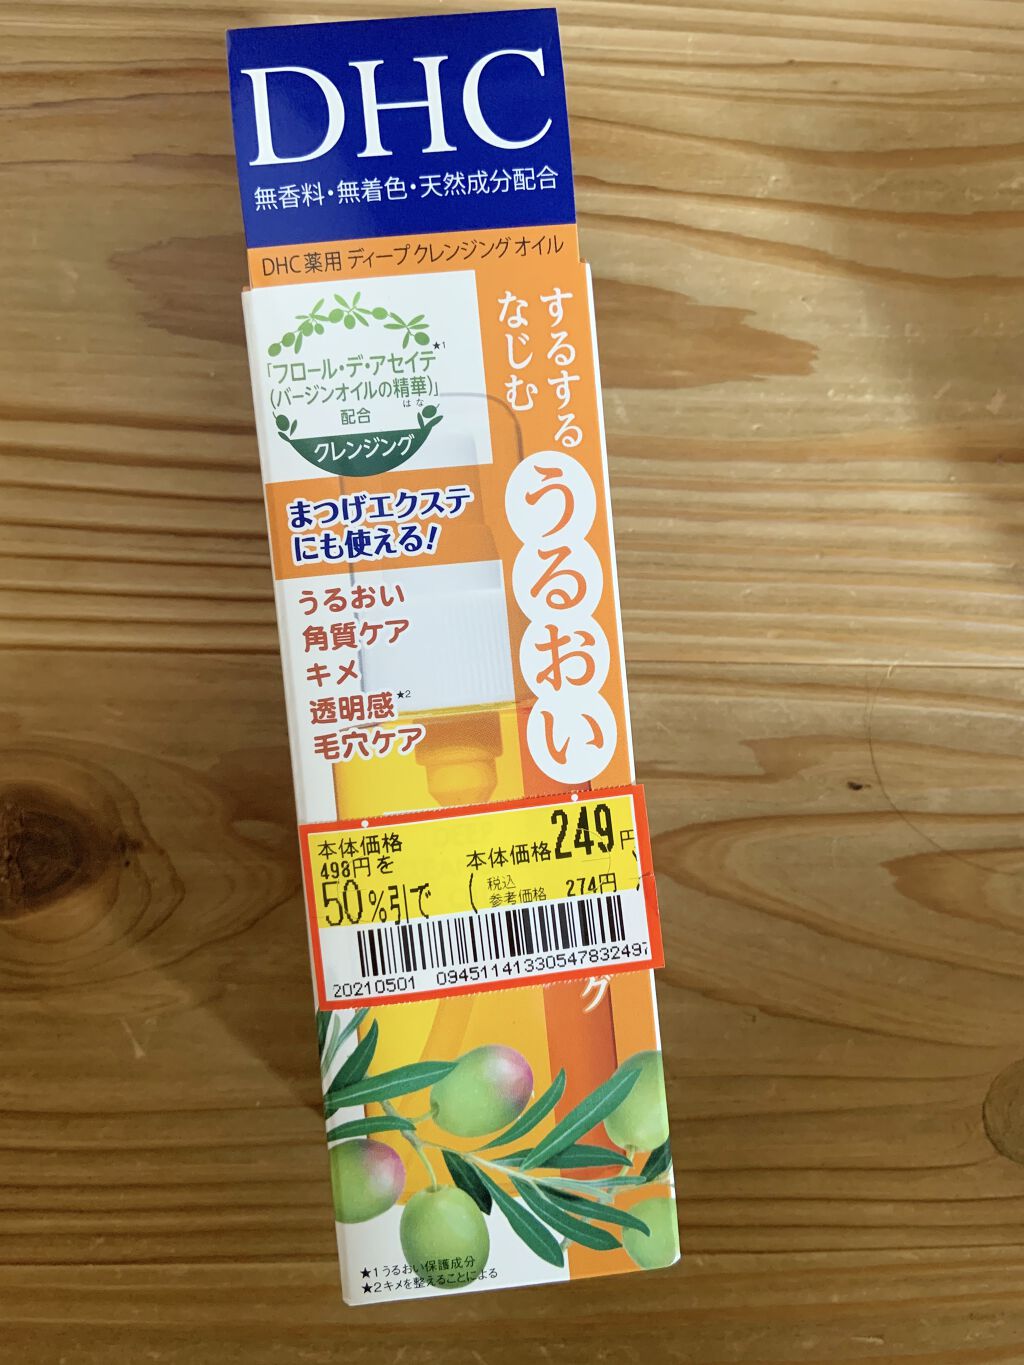 DHC
無香料・無着色・天然成分配合
DHC 薬用 ディープ クレンジング オイル
するする
なじむ
うるおい
「フロール・デ・アセイテ★1
(バージンオイルの精華)」
はな
配合
クレンジング
まつげエクステ
にも使える!
うるおい
角質ケア
キメ
透明感★2
毛穴ケア
本体価格
498円を
50%引で
本体価格249円
(税込
参考価格 274円)
20210501 0945114133054783249
グ
★1うるおい保護成分
★2キメを整えることによる